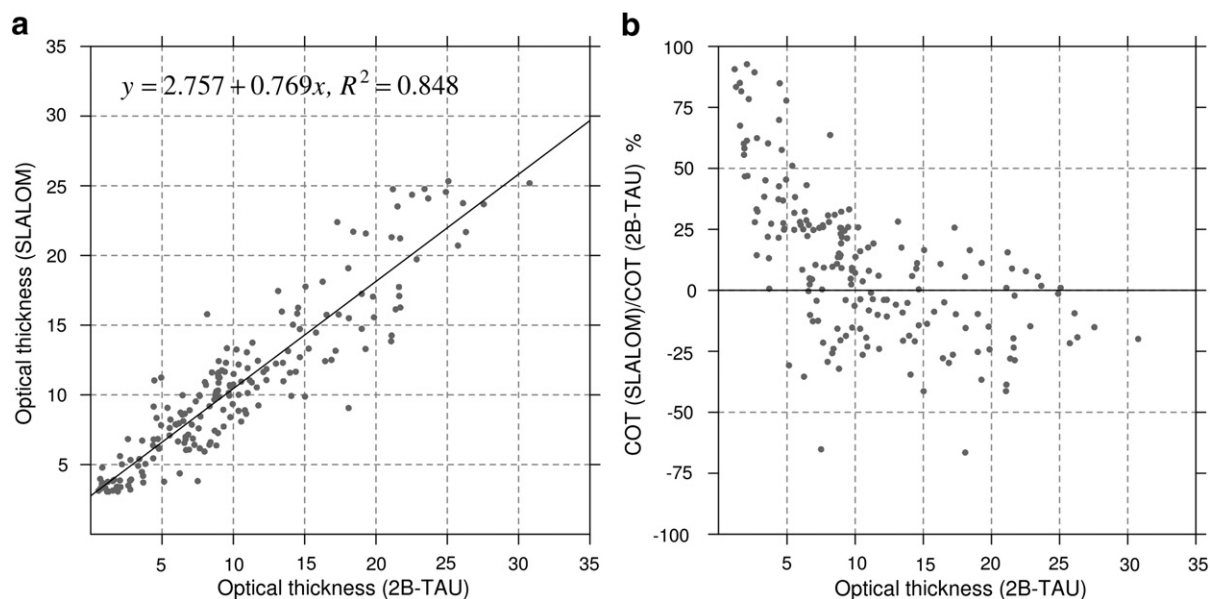 a
35
30
25
20
15
10
5
Optical thickness (SLALOM)
y = 2.757 + 0.769x, R² = 0.848
5 10 15 20 25 30 35
Optical thickness (2B-TAU)
b
100
75
50
25
0
-25
-50
-75
-100
COT (SLALOM)/COT (2B-TAU) %
5 10 15 20 25 30 35
Optical thickness (2B-TAU)